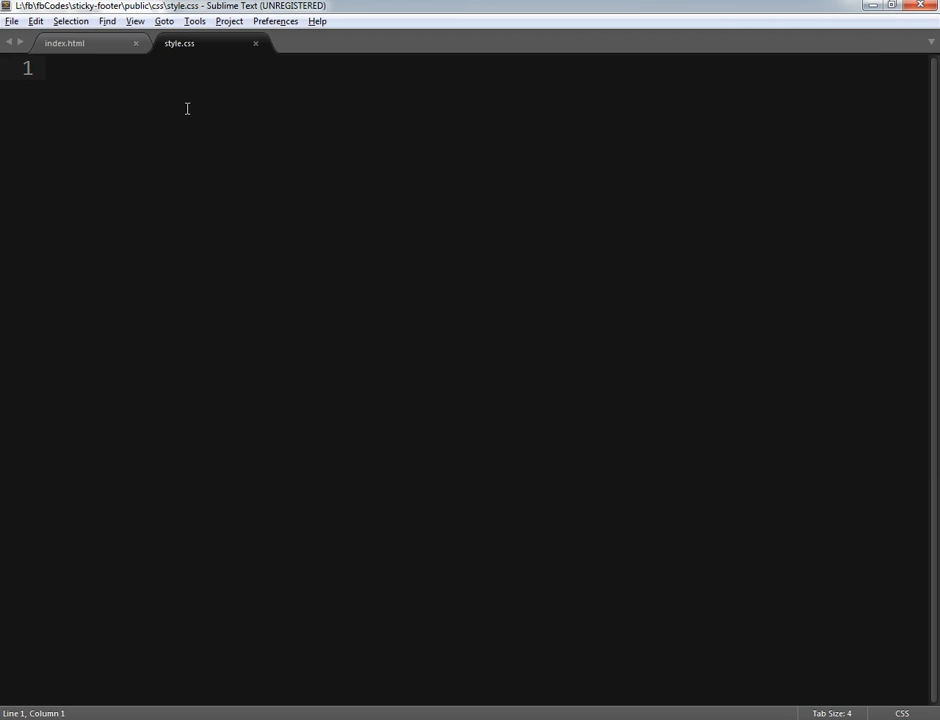 L:\fb\fbCodes\sticky-footer\public\css\style.css - Sublime Text (UNREGISTERED)
File Edit Selection Find View Goto Tools Project Preferences Help
index.html × style.css ×
1
Line 1, Column 1 Tab Size: 4 CSS